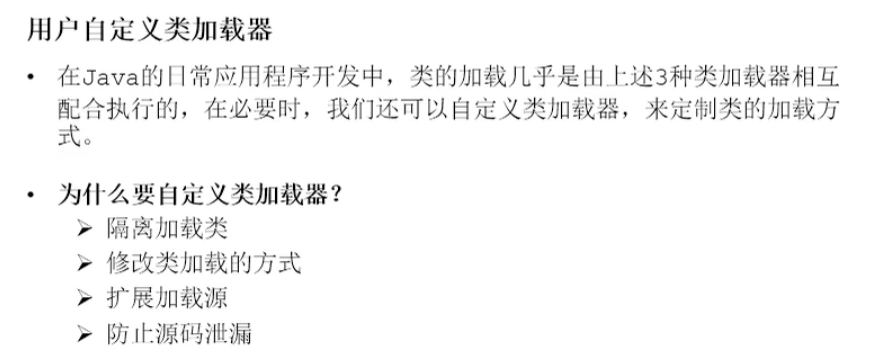 用户自定义类加载器
• 在Java的日常应用程序开发中，类的加载几乎是由上述3种类加载器相互
配合执行的，在必要时，我们还可以自定义类加载器，来定制类的加载方
式。
• 为什么要自定义类加载器？
➢ 隔离加载类
➢ 修改类加载的方式
➢ 扩展加载源
➢ 防止源码泄漏